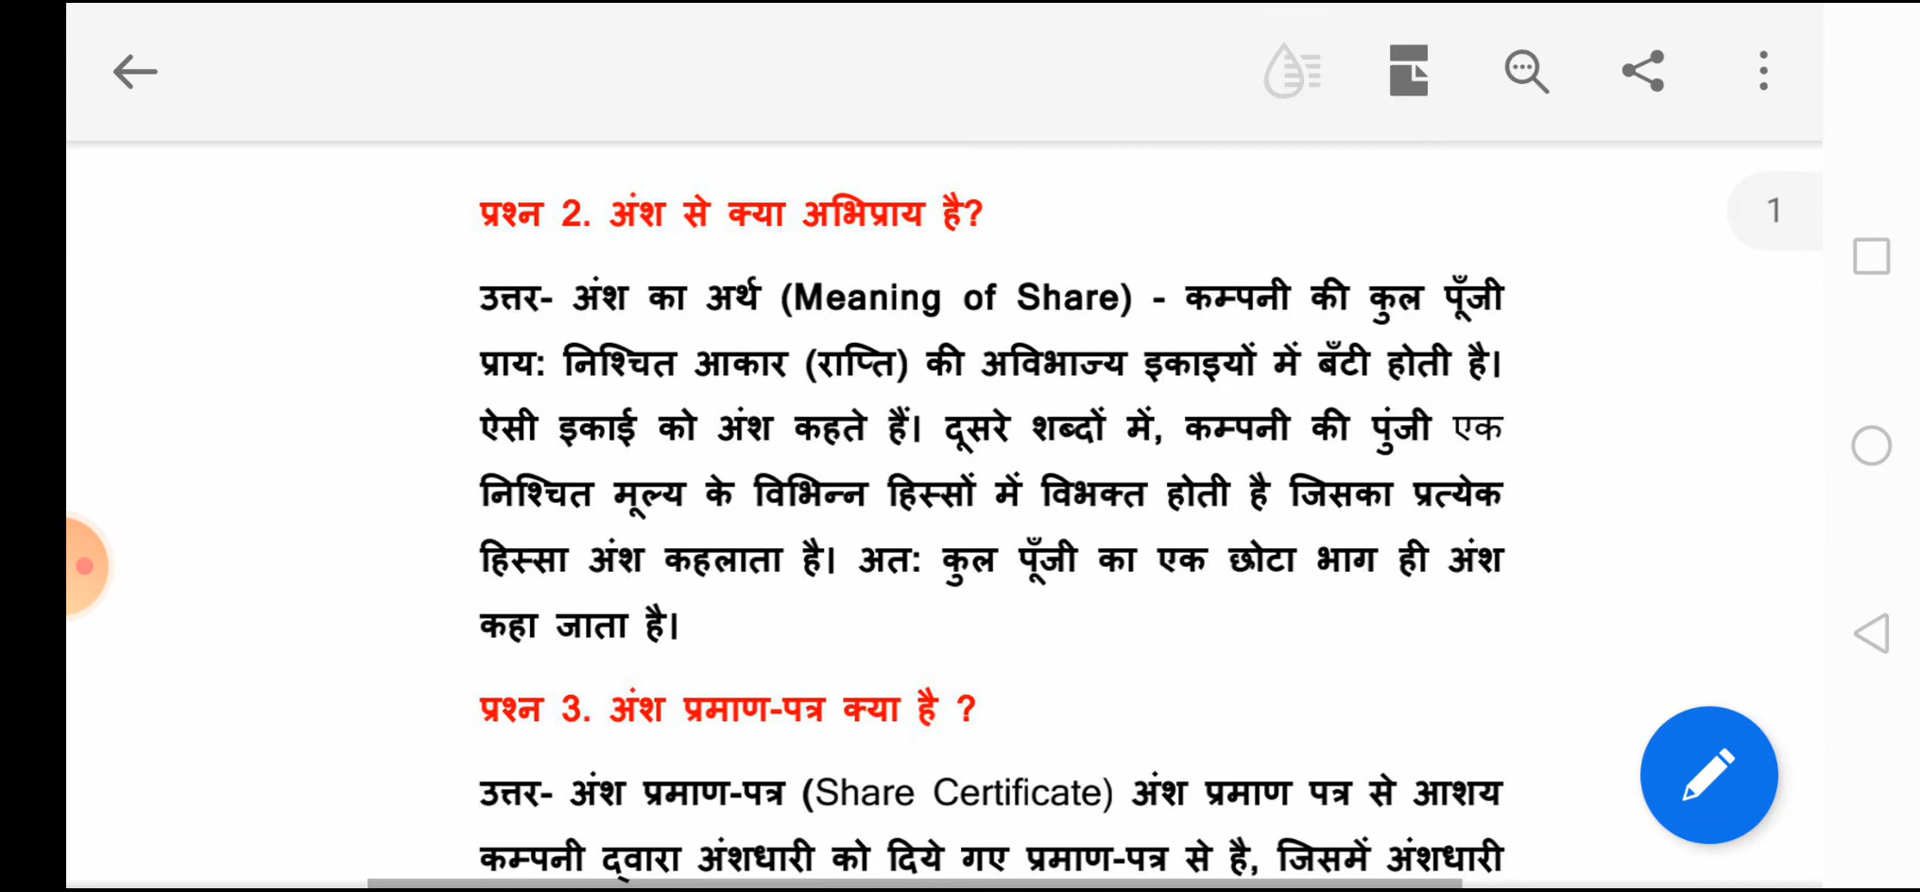 1
प्रश्न 2. अंश से क्या अभिप्राय है?
उत्तर- अंश का अर्थ (Meaning of Share) - कम्पनी की कुल पूँजी
प्राय: निश्चित आकार (राप्ति) की अविभाज्य इकाइयों में बँटी होती है।
ऐसी इकाई को अंश कहते हैं। दूसरे शब्दों में, कम्पनी की पुंजी एक
निश्चित मूल्य के विभिन्न हिस्सों में विभक्त होती है जिसका प्रत्येक
हिस्सा अंश कहलाता है। अत: कुल पूँजी का एक छोटा भाग ही अंश
कहा जाता है।
प्रश्न 3. अंश प्रमाण-पत्र क्या है ?
उत्तर- अंश प्रमाण-पत्र (Share Certificate) अंश प्रमाण पत्र से आशय
कम्पनी द्वारा अंशधारी को दिये गए प्रमाण-पत्र से है, जिसमें अंशधारी